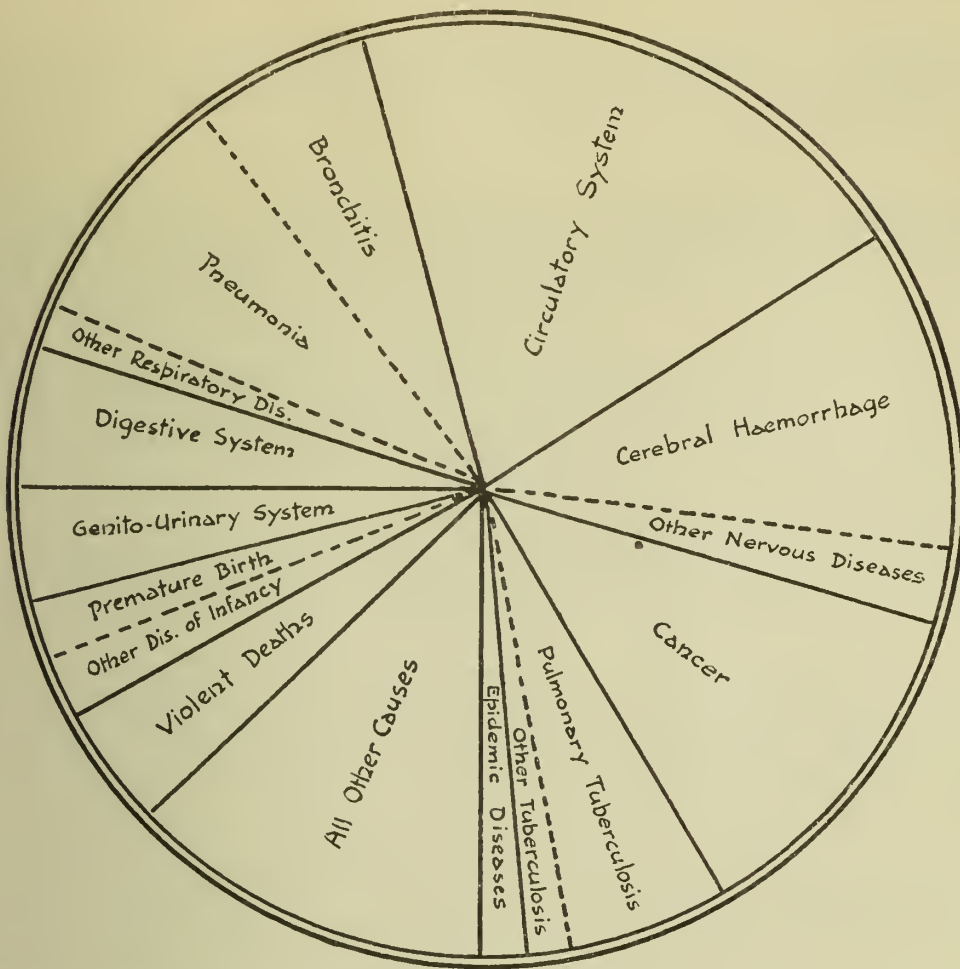 Circulatory System
Cerebral Haemorrhage
Other Nervous Diseases
Cancer
Pulmonary Tuberculosis
Other Tuberculosis
Epidemic Diseases
All Other Causes
Violent Deaths
Other Dis. of Infancy
Premature Birth
Genito-Urinary System
Digestive System
Other Respiratory Dis.
Pneumonia
Bronchitis